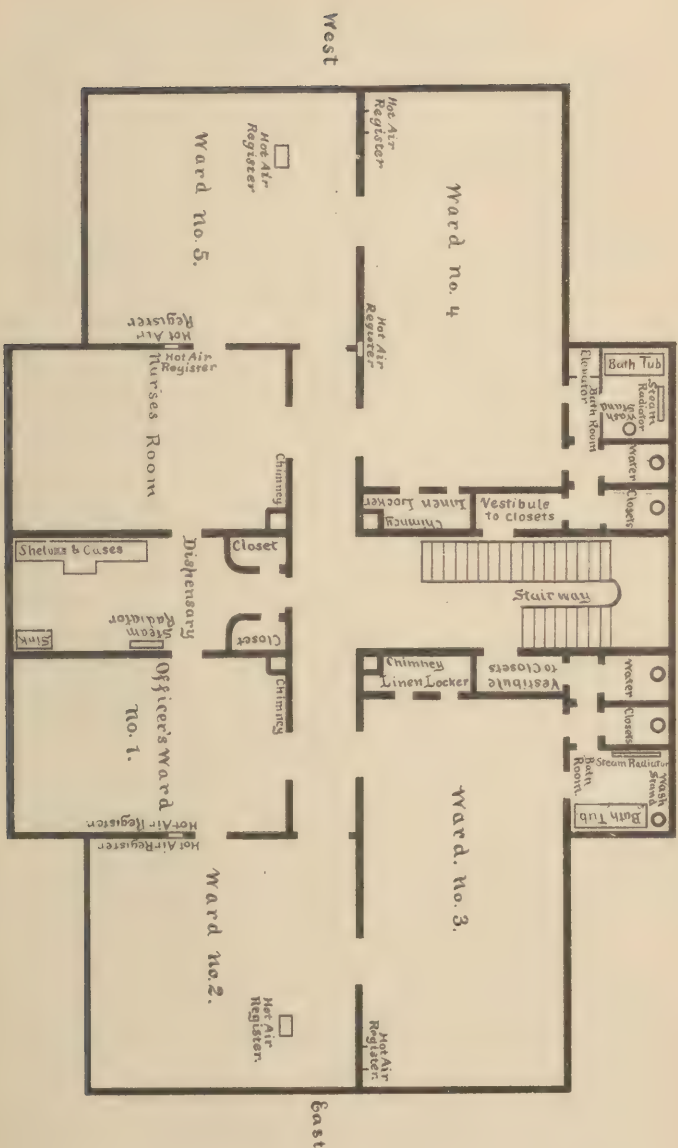 West
Hot Air
Register
Ward No. 5.
Hot Air
Register
Ward No. 4
Hot Air
Register
Hot Air
Register
Hot Air
Register
Nurses Room
Elevator
Bath Room
Bath Tub
Steam
Radiator
Wash
Stand
Water
Closets
Chimney
Linen Locker
Chimney
Vestibule
to closets
Shelves & Cases
Dispensary
Closet
Stairway
Steam
Radiator
Sink
Closet
Chimney
Chimney
Linen Locker
Vestibule
to Closets
Water
Closets
Officer's Ward
No. 1.
Steam Radiator
Bath
Room.
Wash
Stand
Bath Tub
Hot Air Register.
Hot Air Register
Ward. No. 3.
Ward No. 2.
Hot Air
Register.
Hot Air
Register.
East